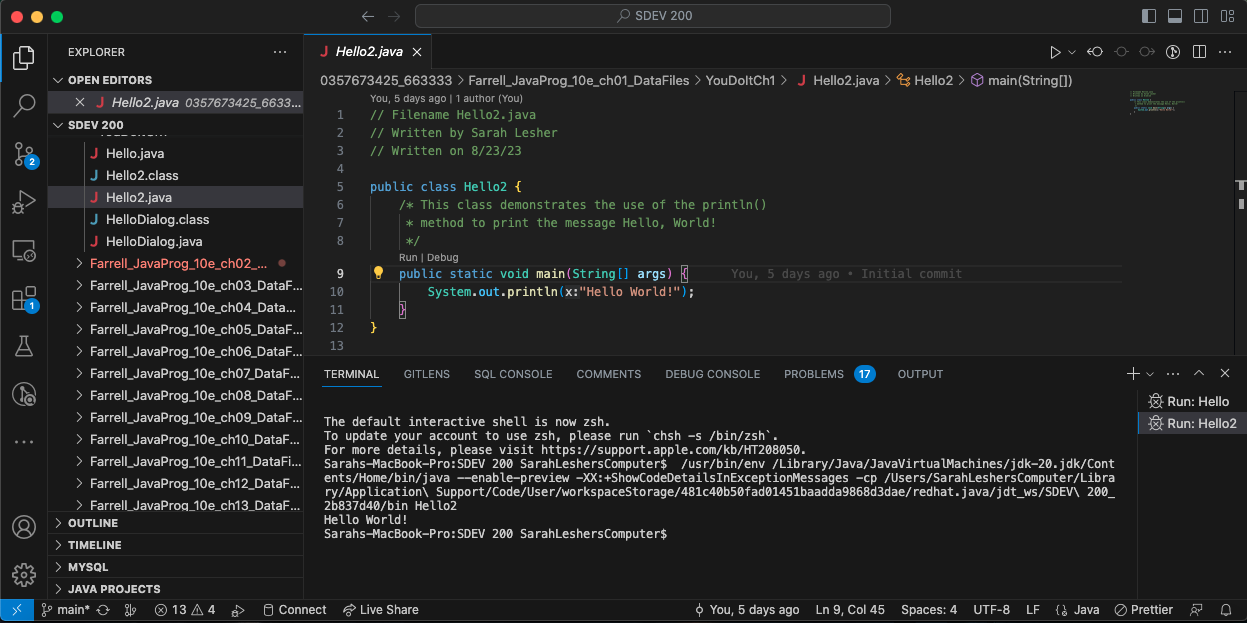 SDEV 200
EXPLORER
OPEN EDITORS
Hello2.java 0357673425_6633...
SDEV 200
Hello.java
Hello2.class
Hello2.java
HelloDialog.class
HelloDialog.java
Farrell_JavaProg_10e_ch02_...
Farrell_JavaProg_10e_ch03_DataF...
Farrell_JavaProg_10e_ch04_Data...
Farrell_JavaProg_10e_ch05_DataF...
Farrell_JavaProg_10e_ch06_DataF...
Farrell_JavaProg_10e_ch07_DataF...
Farrell_JavaProg_10e_ch08_DataF...
Farrell_JavaProg_10e_ch09_DataF...
Farrell_JavaProg_10e_ch10_DataF...
Farrell_JavaProg_10e_ch11_DataFi...
Farrell_JavaProg_10e_ch12_DataF...
Farrell_JavaProg_10e_ch13_DataF...
OUTLINE
TIMELINE
MYSQL
JAVA PROJECTS
2
1
J Hello2.java
0357673425_663333 > Farrell_JavaProg_10e_ch01_DataFiles > YouDoItCh1 > J Hello2.java > Hello2 > main(String[])
You, 5 days ago | 1 author (You)
1 // Filename Hello2.java
2 // Written by Sarah Lesher
3 // Written on 8/23/23
4
5 public class Hello2 {
6 /* This class demonstrates the use of the println()
7 * method to print the message Hello, World!
8 */
Run | Debug
9 public static void main(String[] args) { You, 5 days ago • Initial commit
10 System.out.println(x:"Hello World!");
11 }
12 }
13
TERMINAL GITLENS SQL CONSOLE COMMENTS DEBUG CONSOLE PROBLEMS 17 OUTPUT
The default interactive shell is now zsh.
To update your account to use zsh, please run `chsh -s /bin/zsh`.
For more details, please visit https://support.apple.com/kb/HT208050.
Sarahs-MacBook-Pro:SDEV 200 SarahLeshersComputer$ /usr/bin/env /Library/Java/JavaVirtualMachines/jdk-20.jdk/Cont
ents/Home/bin/java --enable-preview -XX:+ShowCodeDetailsInExceptionMessages -cp /Users/SarahLeshersComputer/Libra
ry/Application\ Support/Code/User/workspaceStorage/481c40b50fad01451baadda9868d3dae/redhat.java/jdt_ws/SDEV\ 200_
2b837d40/bin Hello2
Hello World!
Sarahs-MacBook-Pro:SDEV 200 SarahLeshersComputer$
Run: Hello
Run: Hello2
main* 13 4 Connect Live Share You, 5 days ago Ln 9, Col 45 Spaces: 4 UTF-8 LF Java Prettier